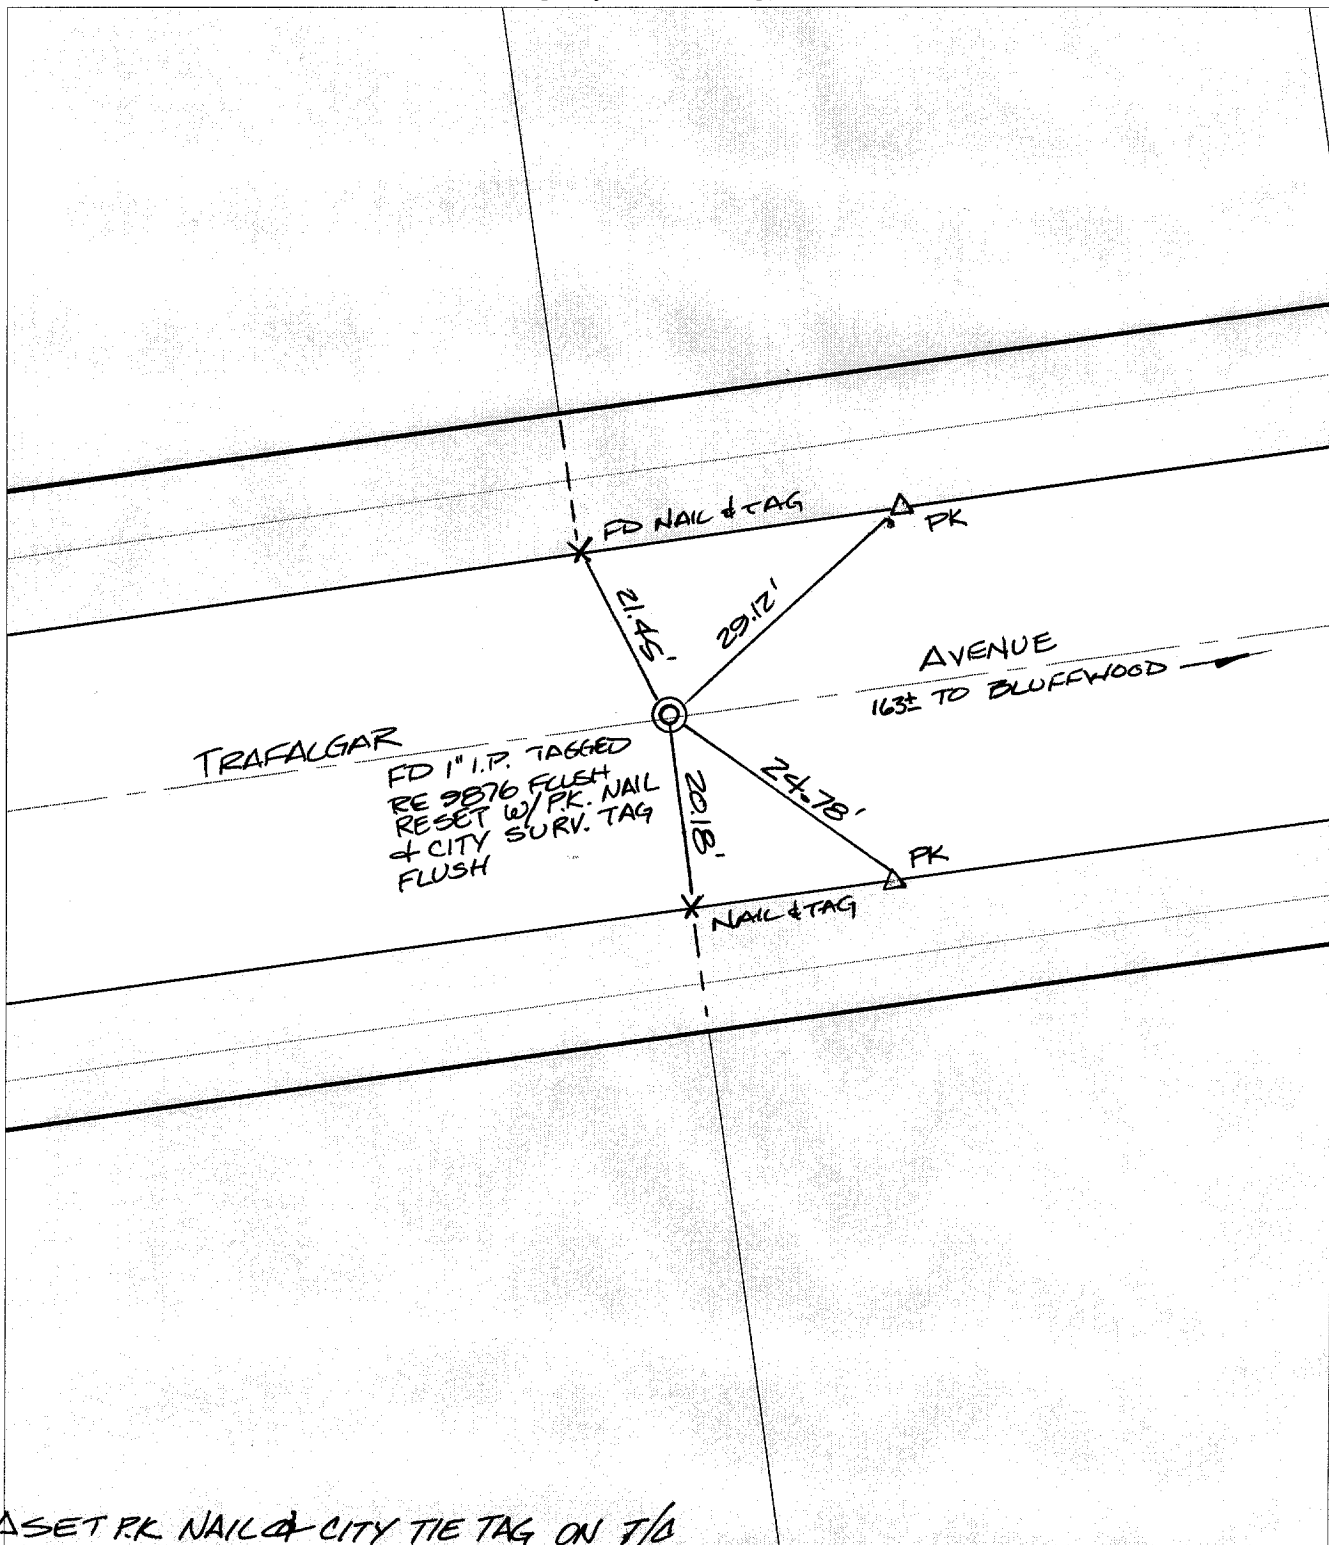 FD NAIL & TAG
PK
21.45'
29.12'
AVENUE
163± TO BLUFFWOOD
TRAFALGAR
FD 1" I.P. TAGGED
RE 9876 FLUSH
RESET W/ P.K. NAIL
& CITY SURV. TAG
FLUSH
20.18'
24.78'
PK
NAIL & TAG
△ SET P.K. NAIL & CITY TIE TAG ON T/C